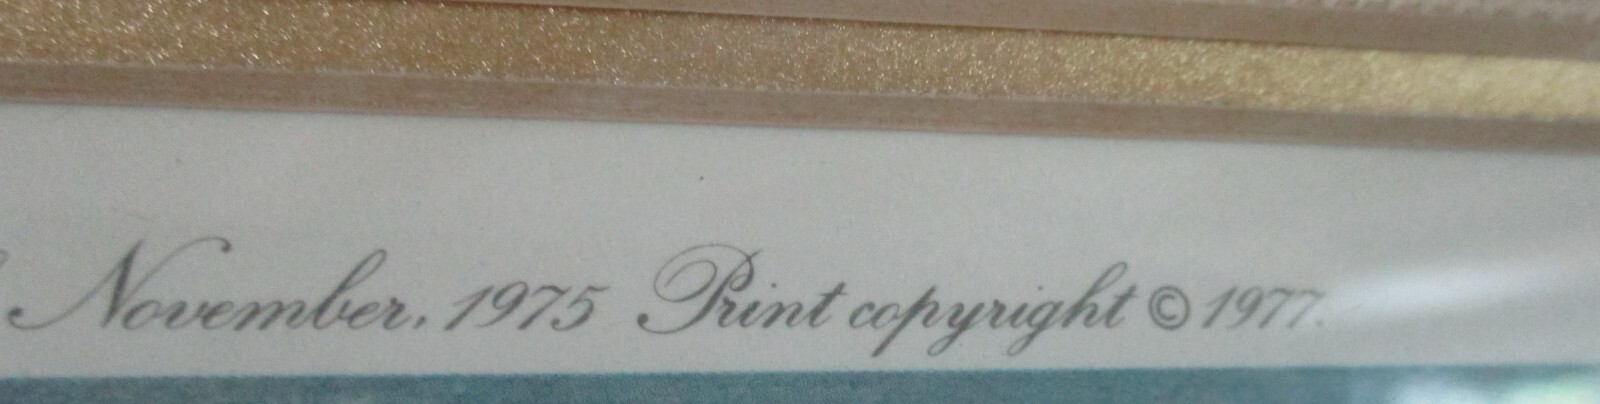 November, 1975 Print copyright © 1977.